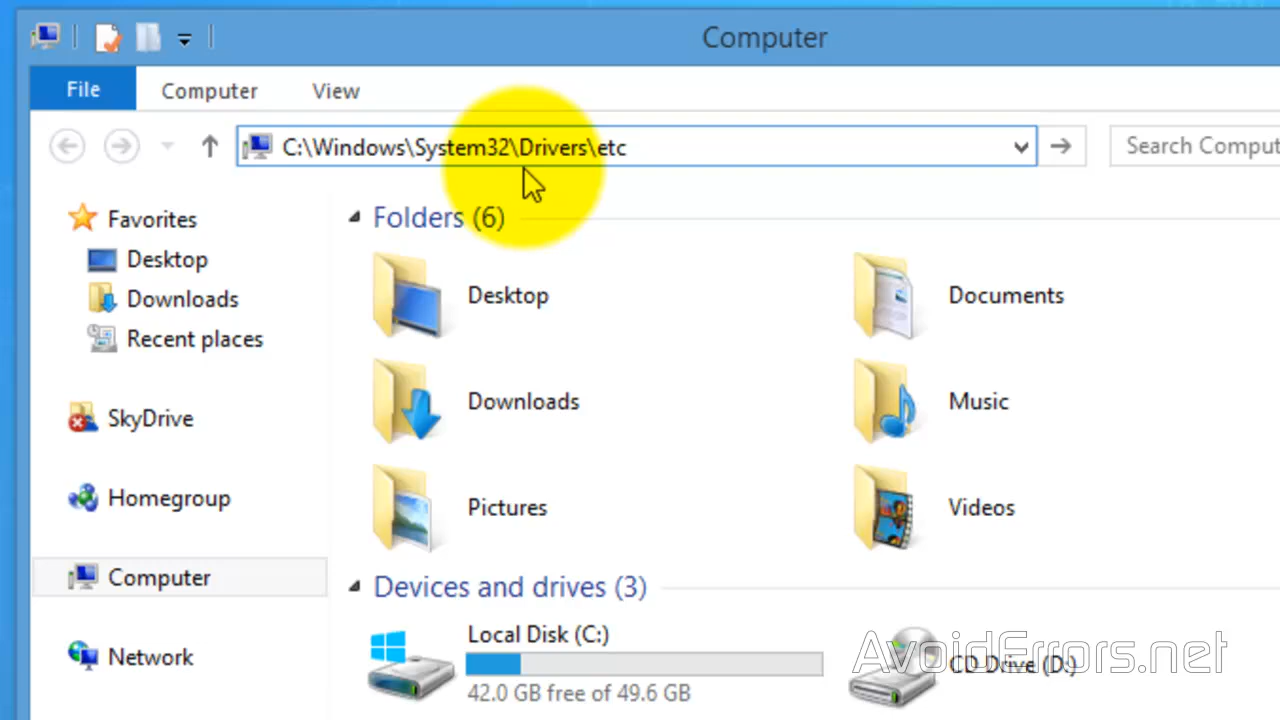 Computer
File Computer View
C:\Windows\System32\Drivers\etc
Search Comput
Favorites
Desktop
Downloads
Recent places
SkyDrive
Homegroup
Computer
Network
Folders (6)
Desktop
Documents
Downloads
Music
Pictures
Videos
Devices and drives (3)
Local Disk (C:)
42.0 GB free of 49.6 GB
CD Drive (D:)
AvoidErrors.net